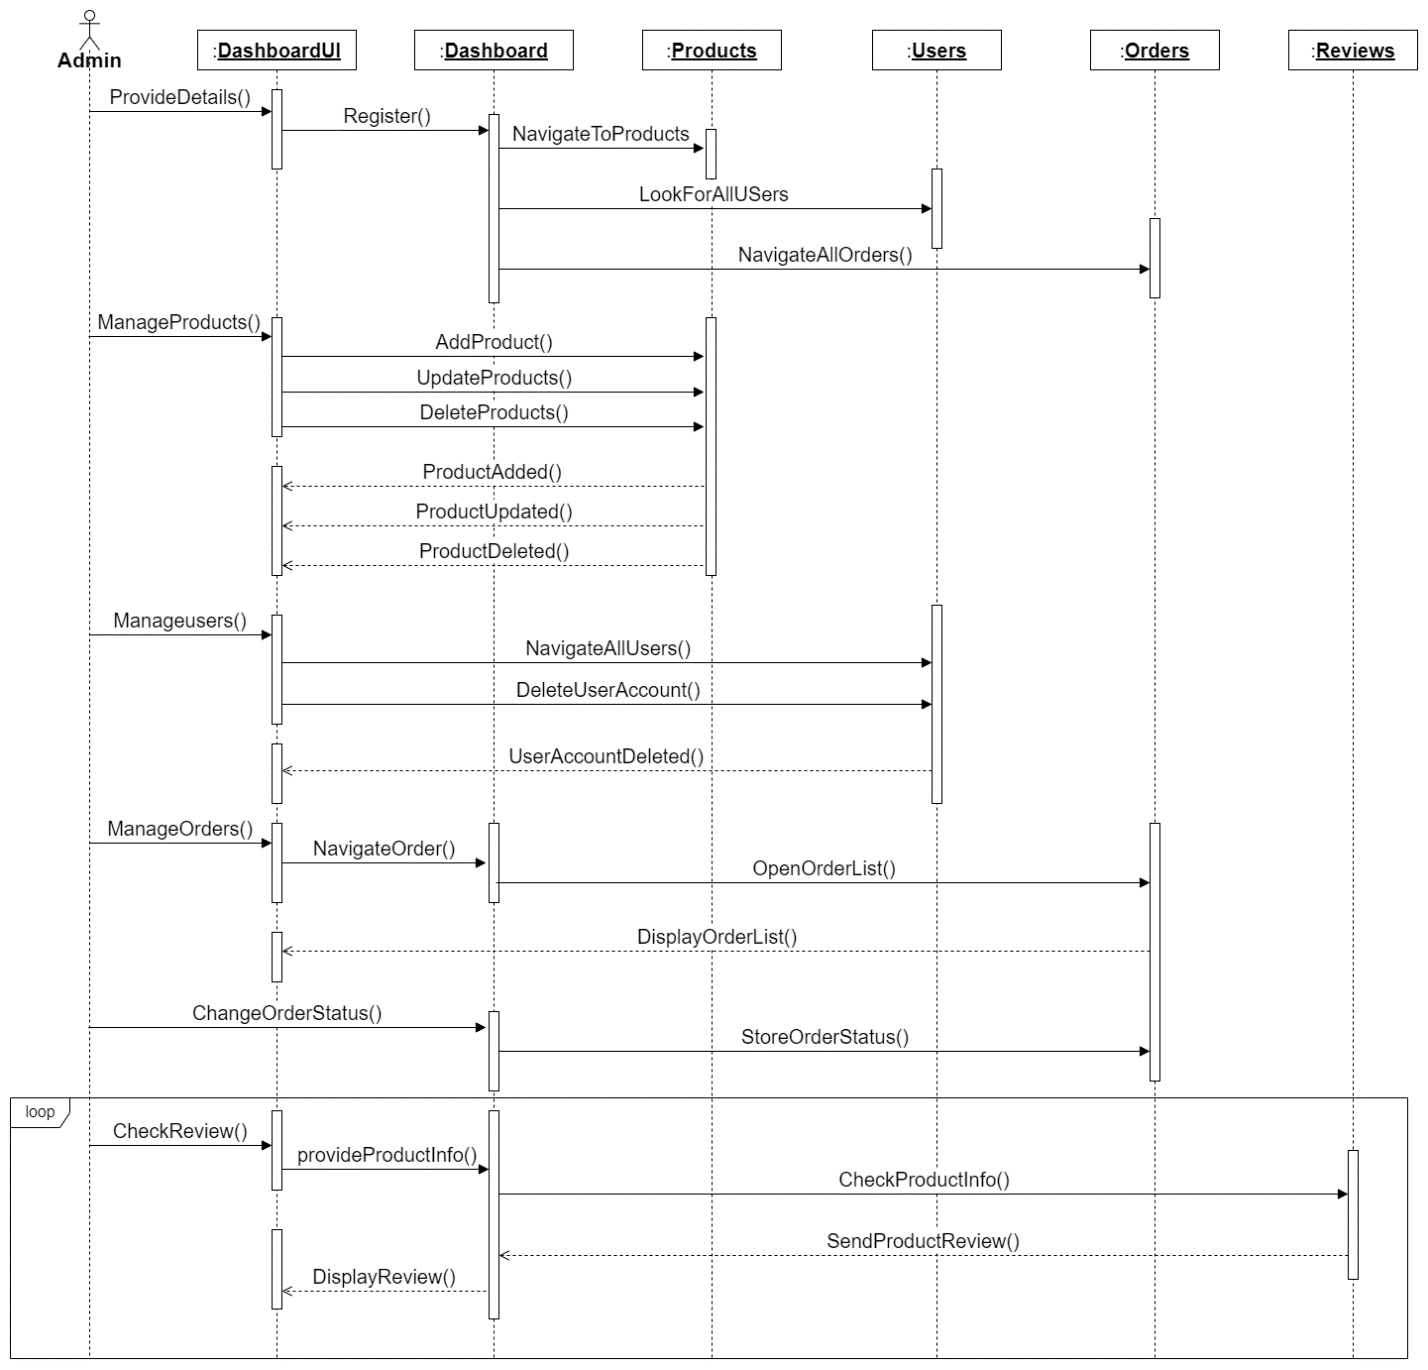 Admin
:DashboardUI
:Dashboard
:Products
:Users
:Orders
:Reviews
ProvideDetails()
Register()
NavigateToProducts
LookForAllUSers
NavigateAllOrders()
ManageProducts()
AddProduct()
UpdateProducts()
DeleteProducts()
ProductAdded()
ProductUpdated()
ProductDeleted()
Manageusers()
NavigateAllUsers()
DeleteUserAccount()
UserAccountDeleted()
ManageOrders()
NavigateOrder()
OpenOrderList()
DisplayOrderList()
ChangeOrderStatus()
StoreOrderStatus()
loop
CheckReview()
provideProductInfo()
CheckProductInfo()
SendProductReview()
DisplayReview()